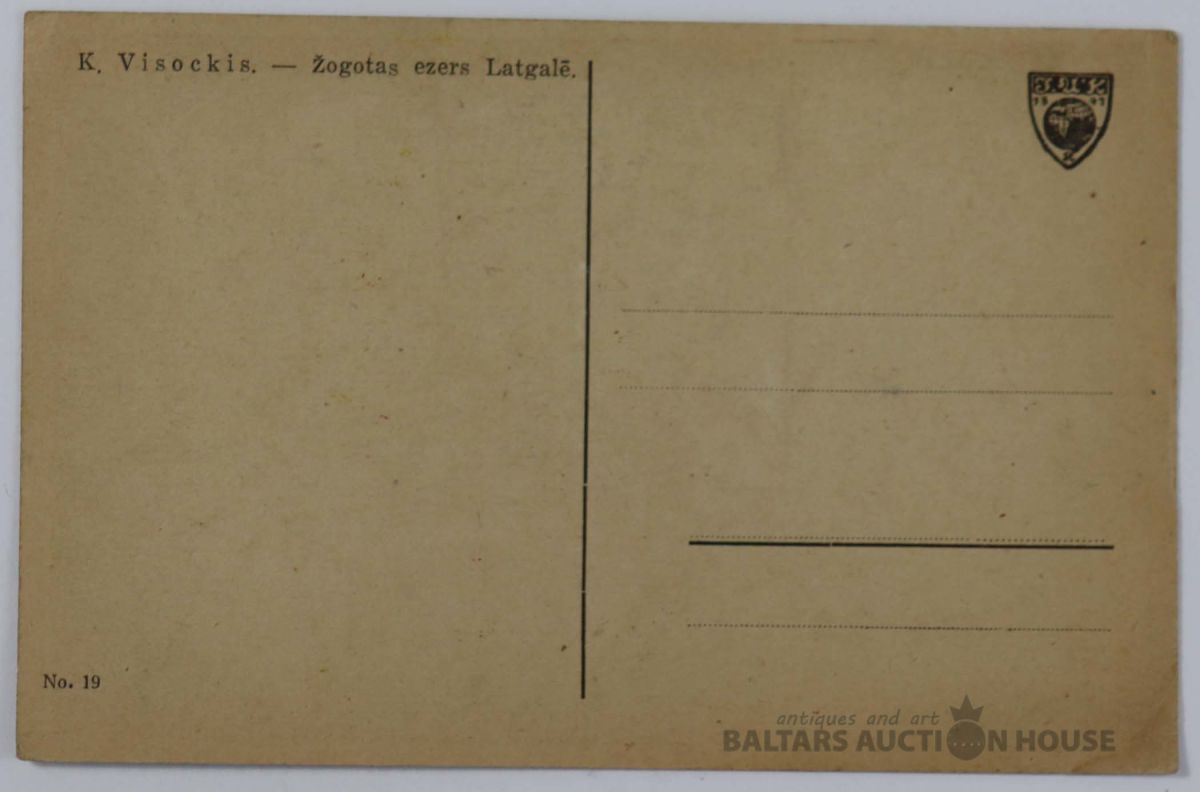 K. Visockis. — Žogotas ezers Latgalē.
No. 19
antiques and art
BALTARS AUCTION HOUSE